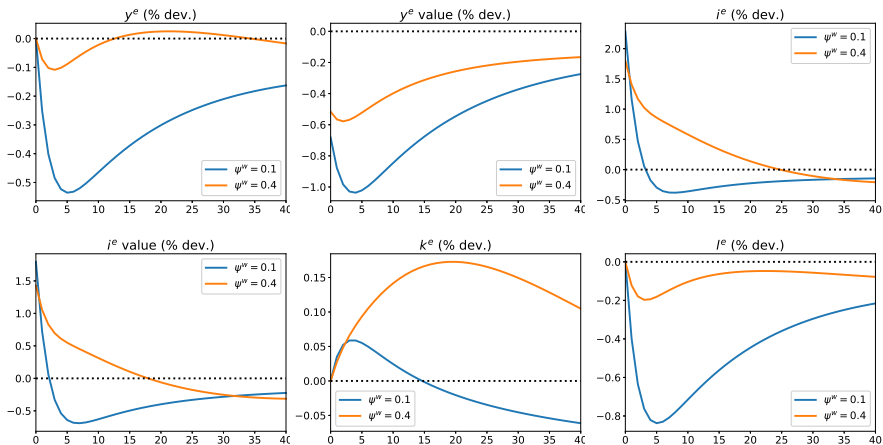 y^e (% dev.)
0.0
−0.1
−0.2
−0.3
−0.4
−0.5
0 5 10 15 20 25 30 35 40
ψ^w = 0.1
ψ^w = 0.4
y^e value (% dev.)
0.0
−0.2
−0.4
−0.6
−0.8
−1.0
0 5 10 15 20 25 30 35 40
ψ^w = 0.1
ψ^w = 0.4
i^e (% dev.)
2.0
1.5
1.0
0.5
0.0
−0.5
0 5 10 15 20 25 30 35 40
ψ^w = 0.1
ψ^w = 0.4
i^e value (% dev.)
1.5
1.0
0.5
0.0
−0.5
0 5 10 15 20 25 30 35 40
ψ^w = 0.1
ψ^w = 0.4
k^e (% dev.)
0.15
0.10
0.05
0.00
−0.05
0 5 10 15 20 25 30 35 40
ψ^w = 0.1
ψ^w = 0.4
l^e (% dev.)
0.0
−0.2
−0.4
−0.6
−0.8
0 5 10 15 20 25 30 35 40
ψ^w = 0.1
ψ^w = 0.4